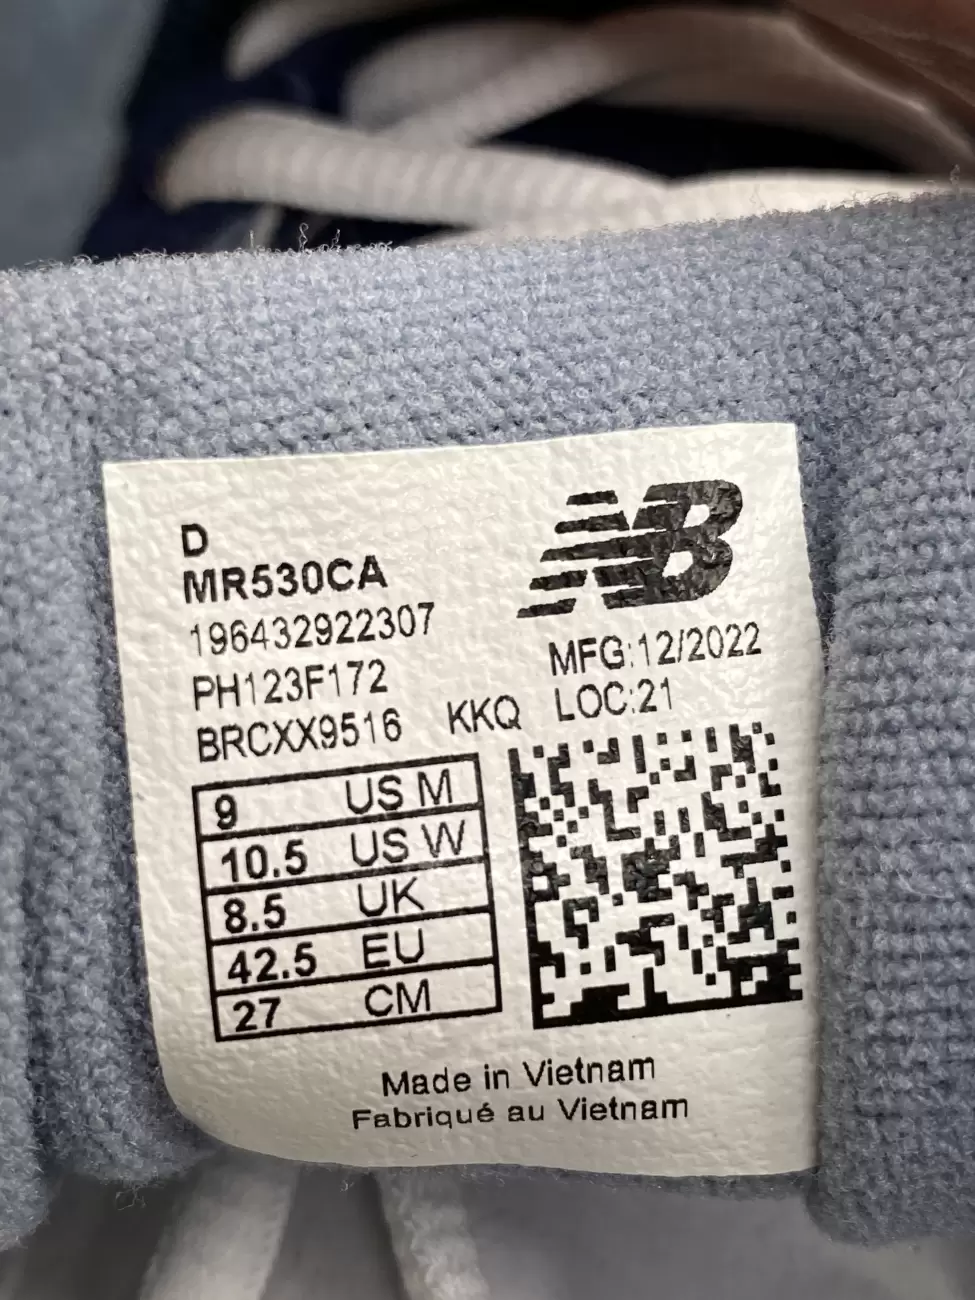 D
MR530CA
196432922307
PH123F172
BRCXX9516 KKQ
NB
MFG:12/2022
LOC:21
9 US M
10.5 US W
8.5 UK
42.5 EU
27 CM
Made in Vietnam
Fabriqué au Vietnam